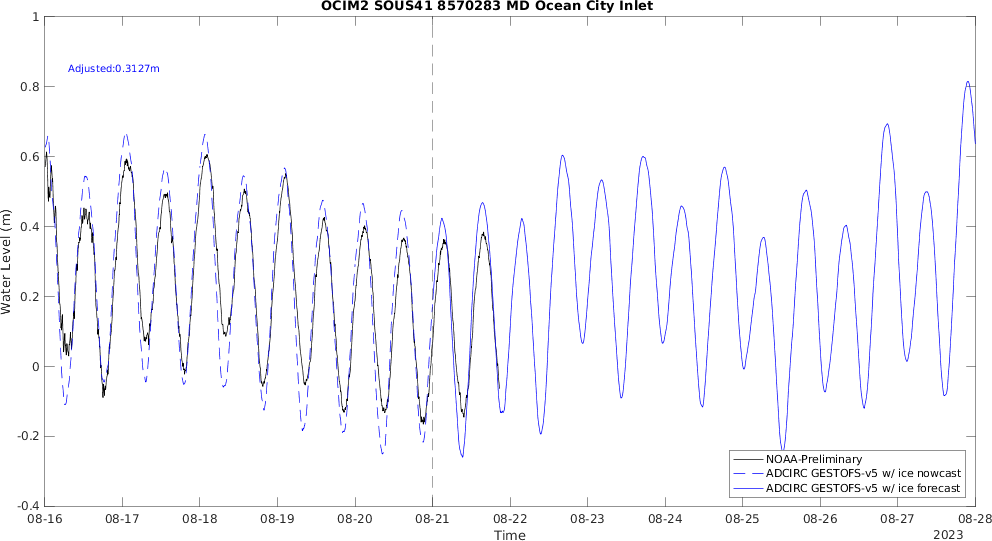 OCIM2 SOUS41 8570283 MD Ocean City Inlet
1
Adjusted:0.3127m
0.8
0.6
0.4
Water Level (m)
0.2
0
-0.2
NOAA-Preliminary
ADCIRC GESTOFS-v5 w/ ice nowcast
ADCIRC GESTOFS-v5 w/ ice forecast
-0.4
08-16 08-17 08-18 08-19 08-20 08-21 08-22 08-23 08-24 08-25 08-26 08-27 08-28
Time
2023